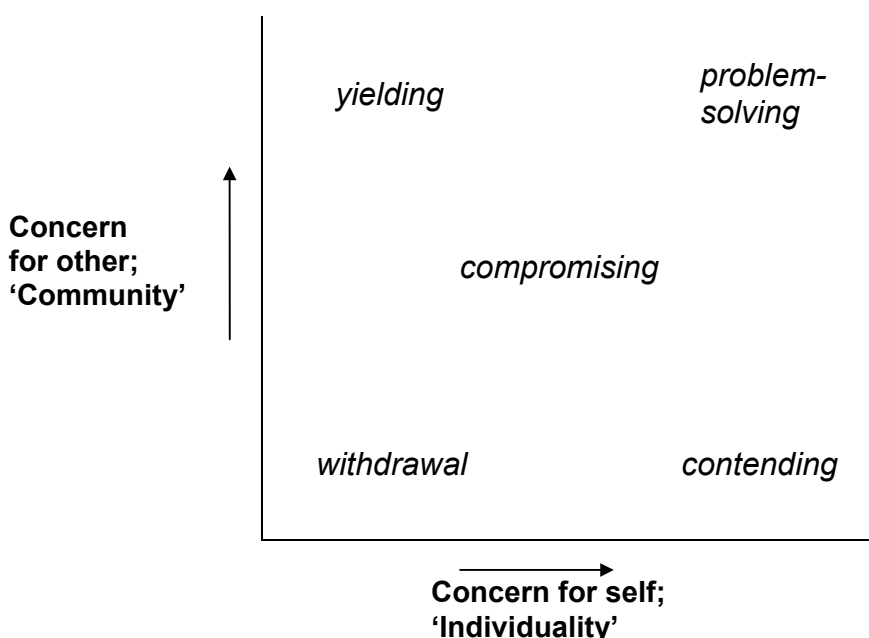 yielding
problem-
solving
Concern
for other;
‘Community’
compromising
withdrawal
contending
Concern for self;
‘Individuality’